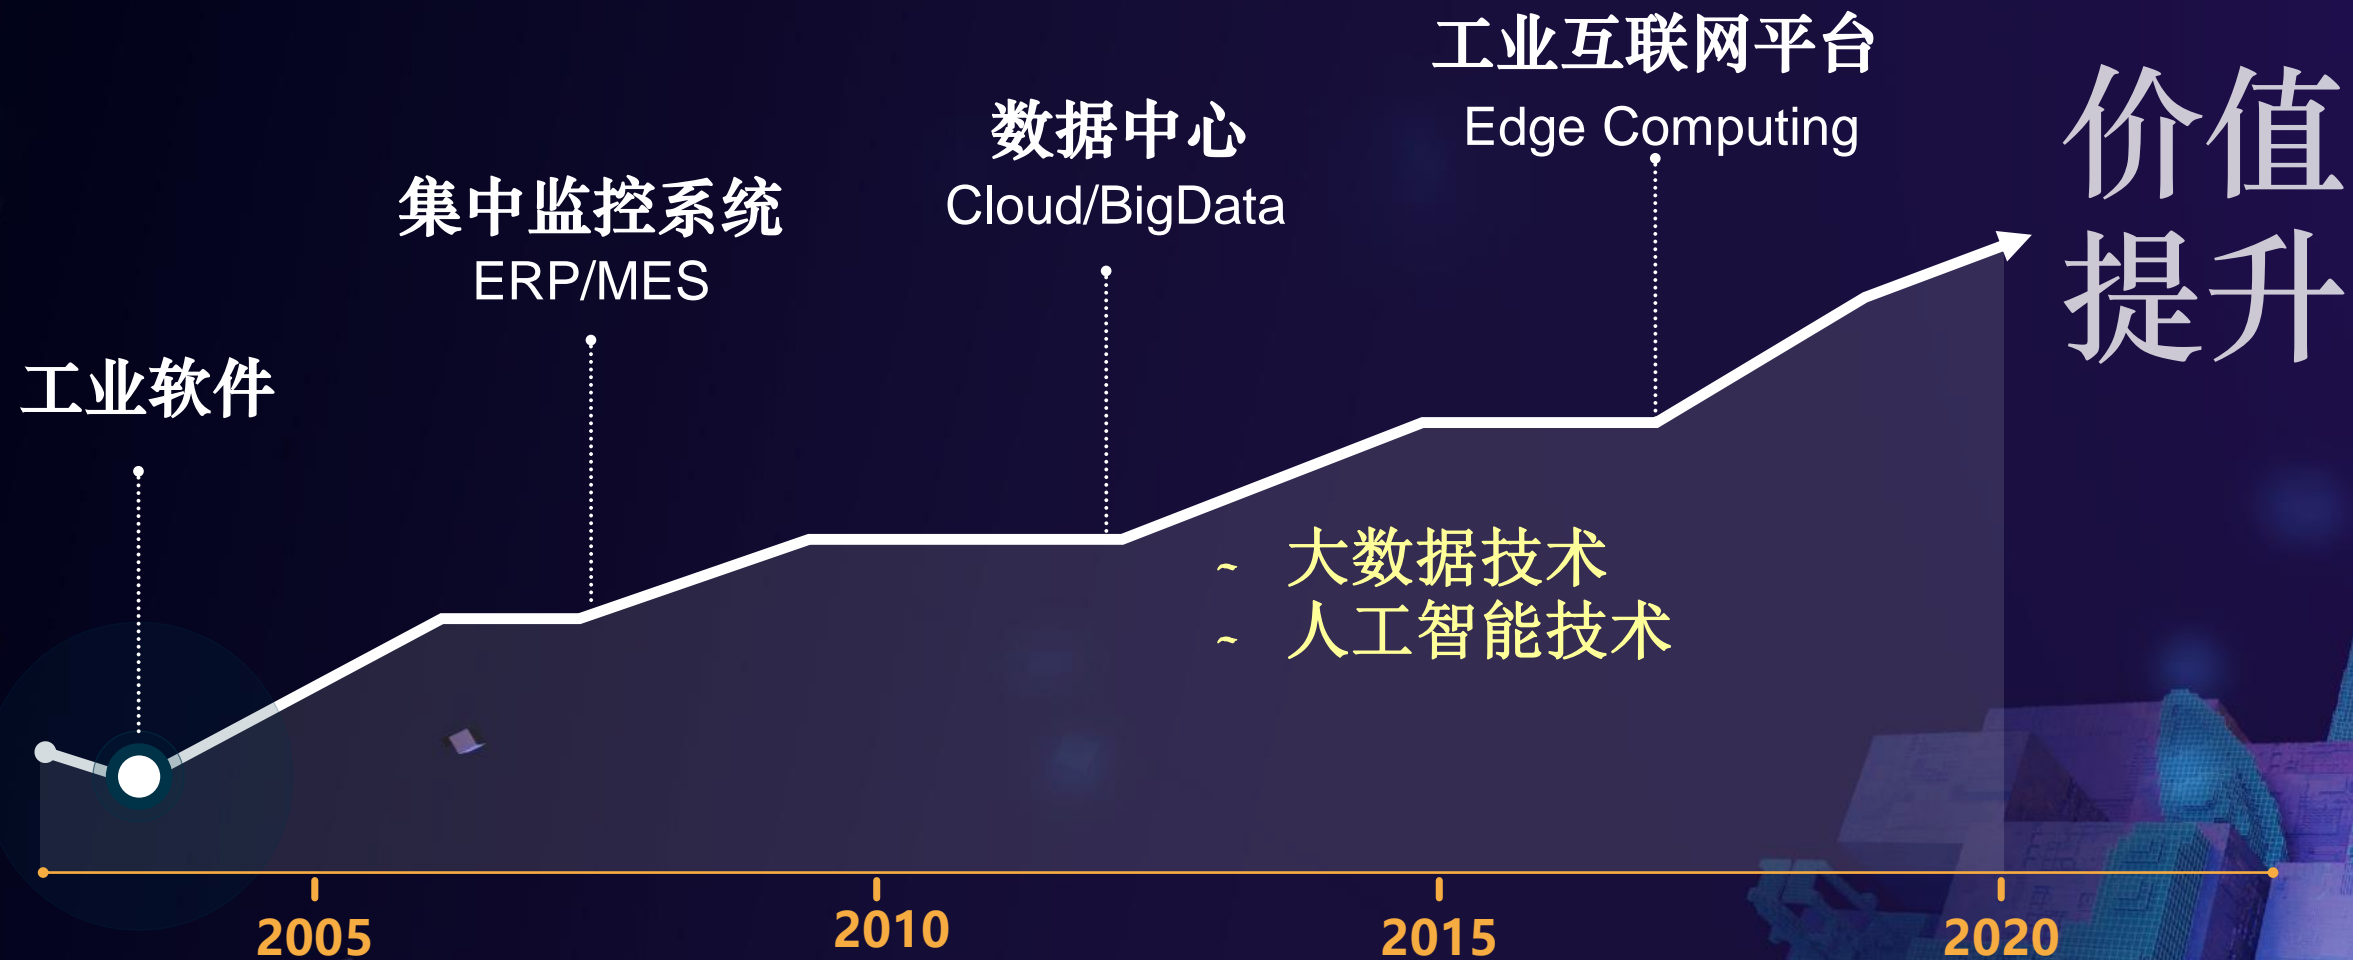 工业软件
集中监控系统
ERP/MES
数据中心
Cloud/BigData
工业互联网平台
Edge Computing
价值
提升
~ 大数据技术
~ 人工智能技术
2005
2010
2015
2020